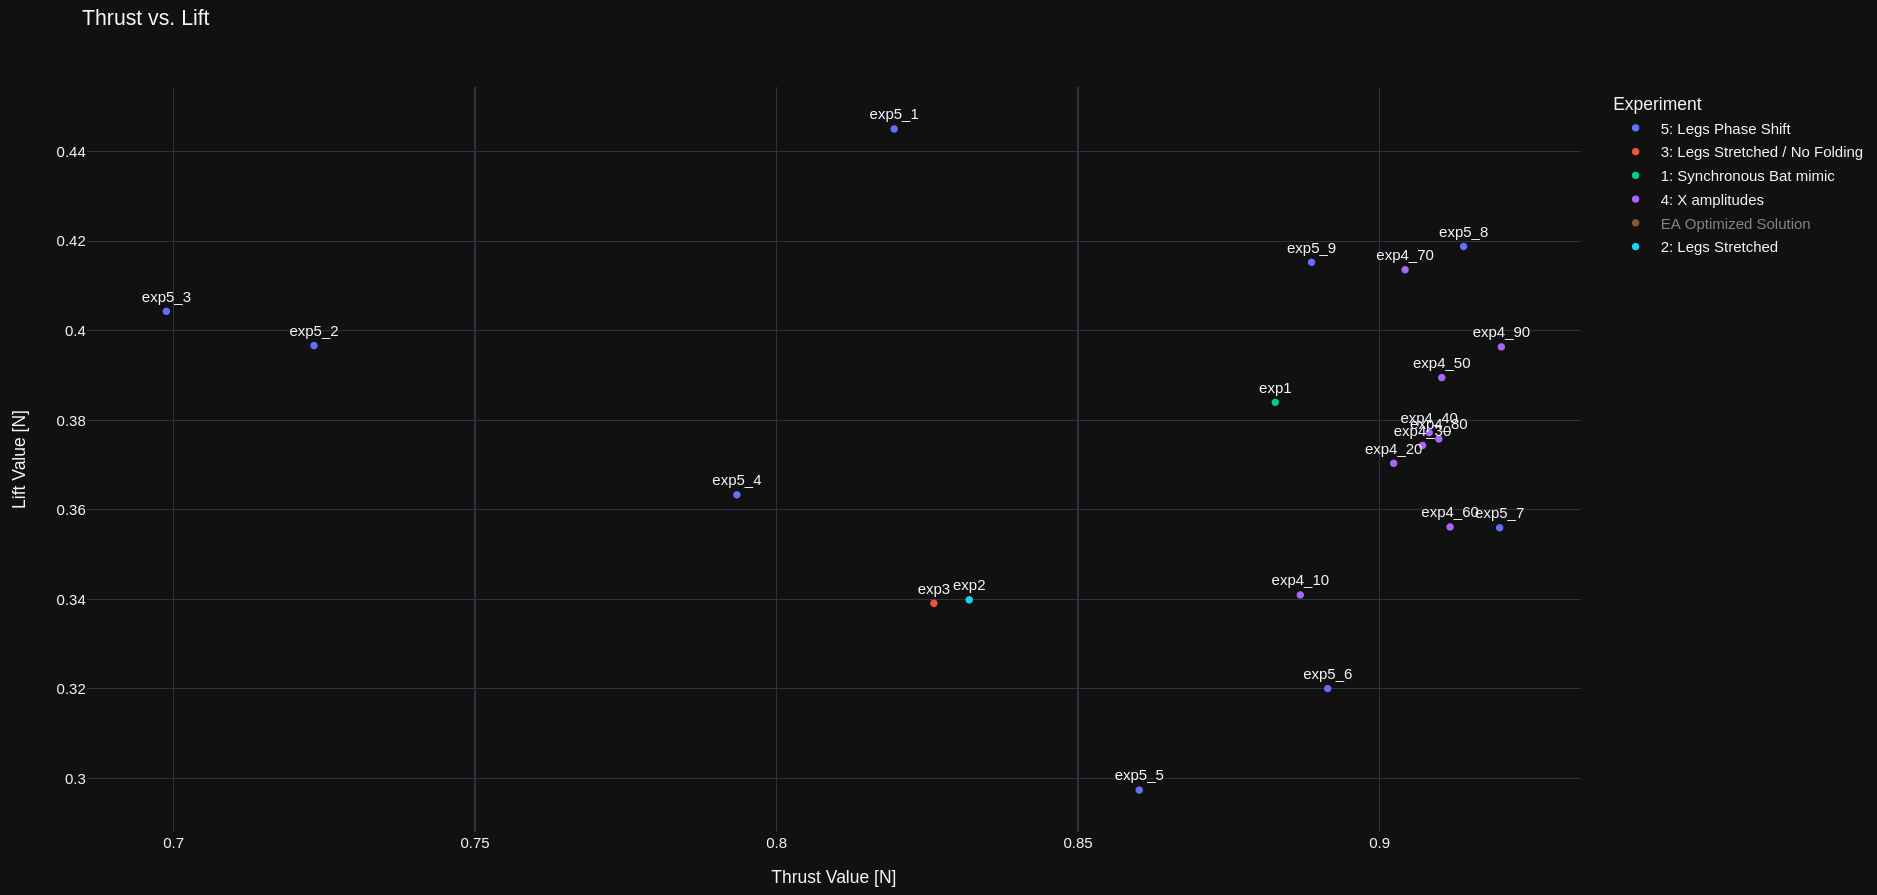 Thrust vs. Lift
exp5_1
exp5_8
exp5_9
exp4_70
exp5_3
exp5_2
exp4_90
exp4_50
exp1
exp4_40
exp4_80
exp4_30
exp4_20
exp5_4
exp4_60
exp5_7
exp4_10
exp3
exp2
exp5_6
exp5_5
0.44
0.42
0.4
0.38
0.36
0.34
0.32
0.3
Lift Value [N]
0.7
0.75
0.8
0.85
0.9
Thrust Value [N]
Experiment
5: Legs Phase Shift
3: Legs Stretched / No Folding
1: Synchronous Bat mimic
4: X amplitudes
EA Optimized Solution
2: Legs Stretched